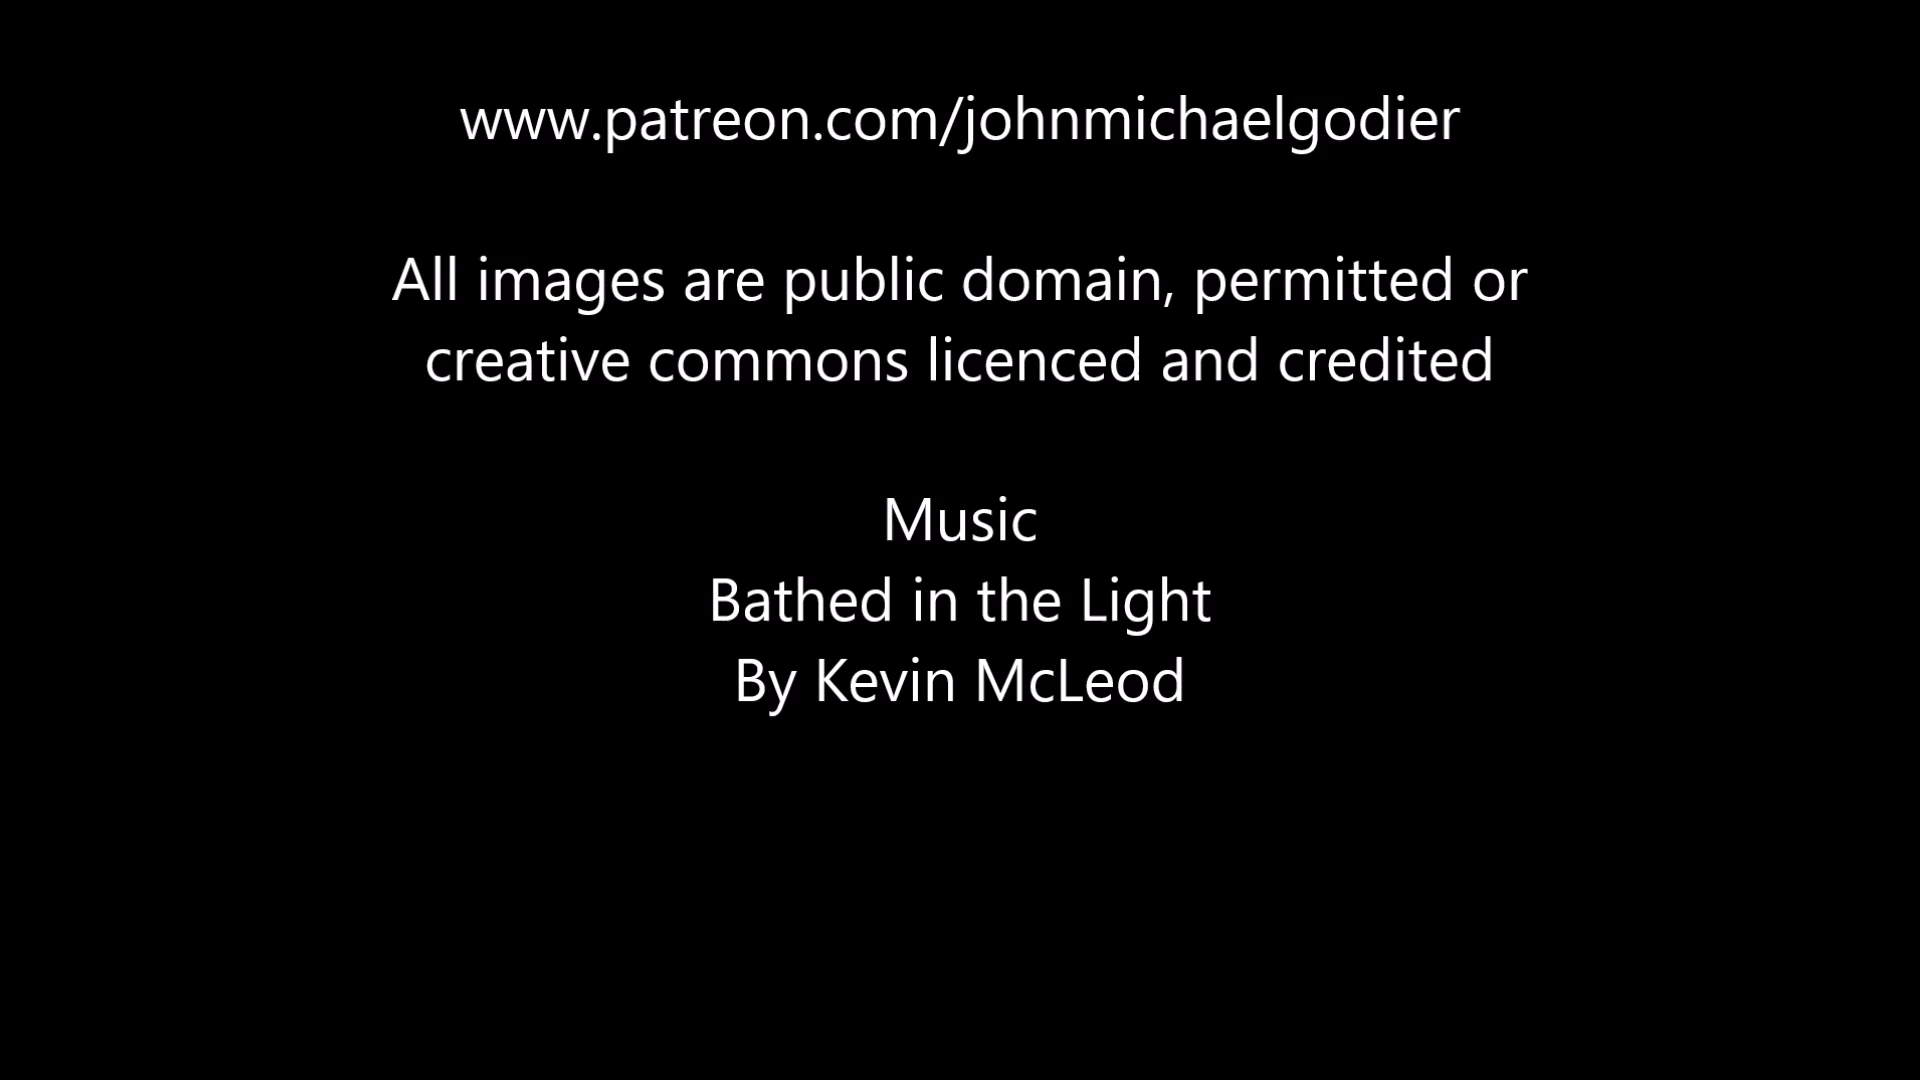 www.patreon.com/johnmichaelgodier
All images are public domain, permitted or
creative commons licenced and credited
Music
Bathed in the Light
By Kevin McLeod